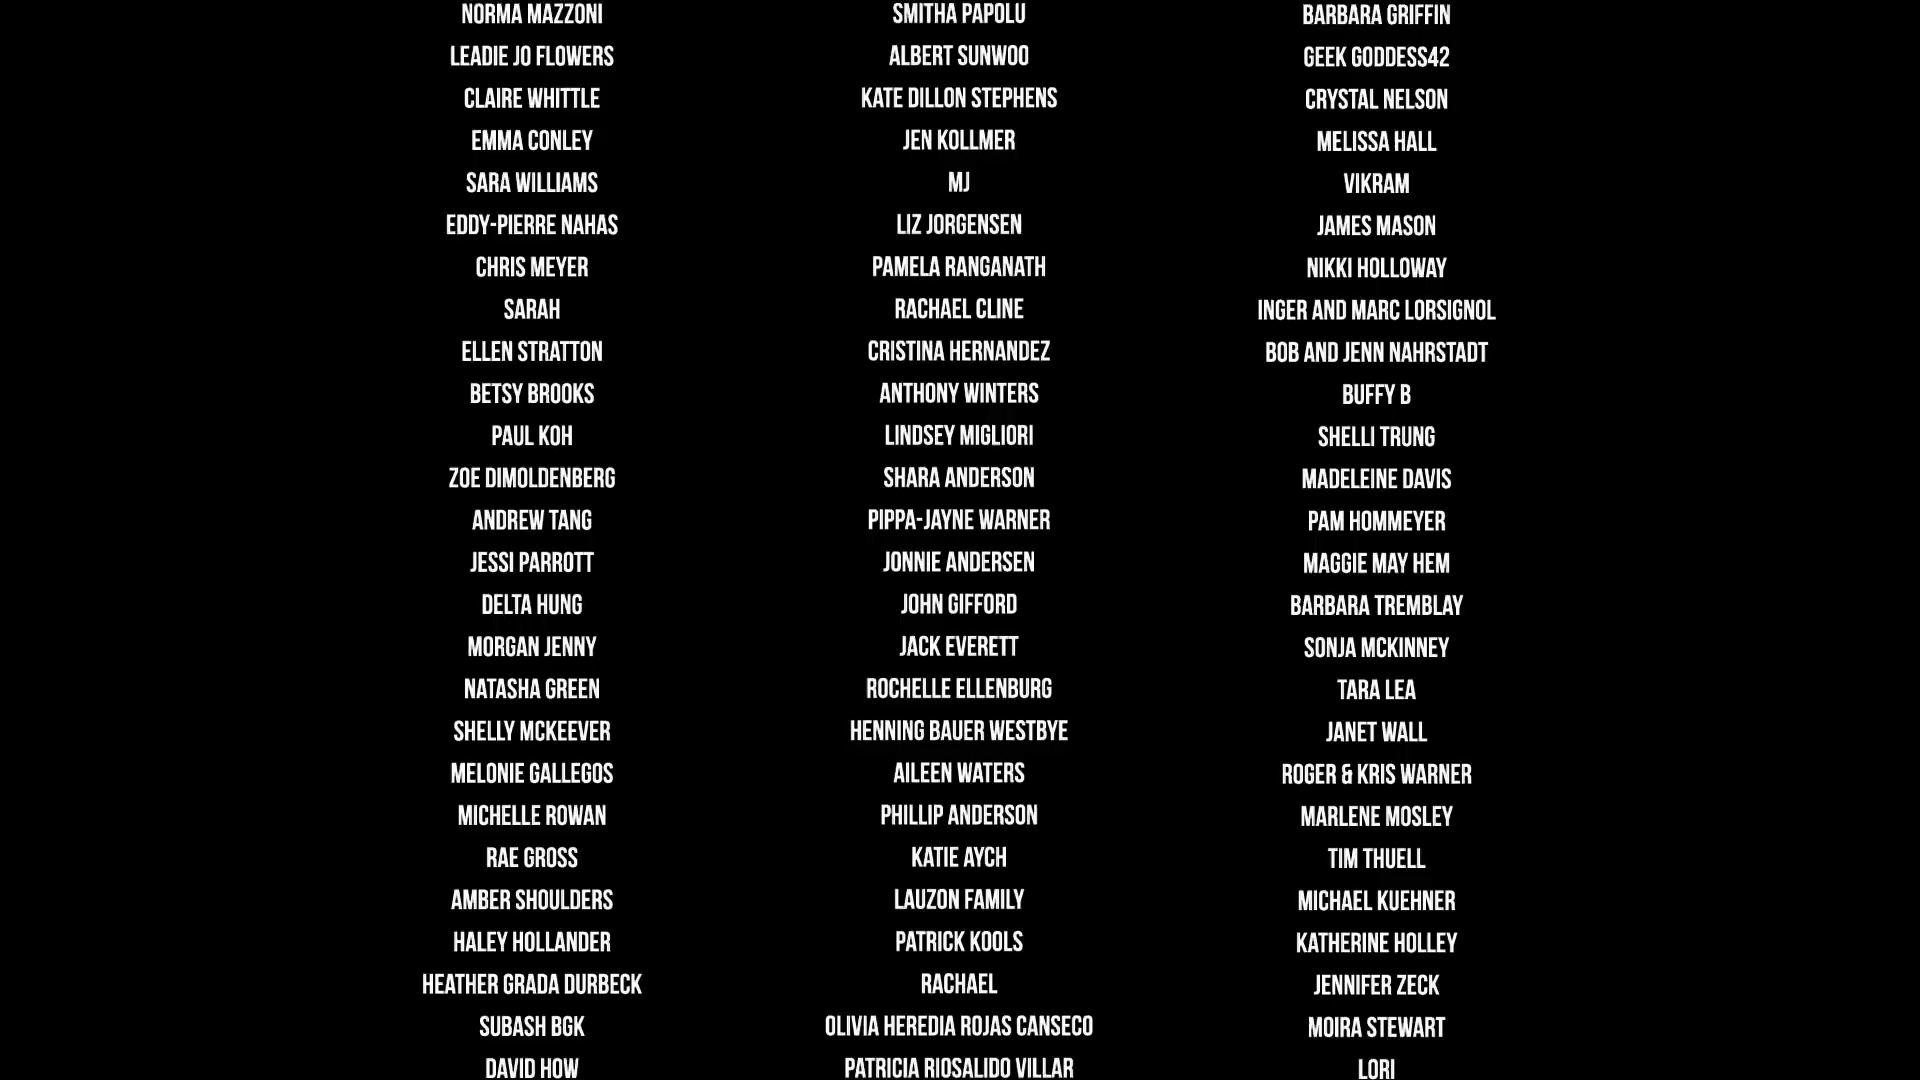 NORMA MAZZONI
LEADIE JO FLOWERS
CLAIRE WHITTLE
EMMA CONLEY
SARA WILLIAMS
EDDY-PIERRE NAHAS
CHRIS MEYER
SARAH
ELLEN STRATTON
BETSY BROOKS
PAUL KOH
ZOE DIMOLDENBERG
ANDREW TANG
JESSI PARROTT
DELTA HUNG
MORGAN JENNY
NATASHA GREEN
SHELLY MCKEEVER
MELONIE GALLEGOS
MICHELLE ROWAN
RAE GROSS
AMBER SHOULDERS
HALEY HOLLANDER
HEATHER GRADA DURBECK
SUBASH BGK
DAVID HOW
SMITHA PAPOLU
ALBERT SUNWOO
KATE DILLON STEPHENS
JEN KOLLMER
MJ
LIZ JORGENSEN
PAMELA RANGANATH
RACHAEL CLINE
CRISTINA HERNANDEZ
ANTHONY WINTERS
LINDSEY MIGLIORI
SHARA ANDERSON
PIPPA-JAYNE WARNER
JONNIE ANDERSEN
JOHN GIFFORD
JACK EVERETT
ROCHELLE ELLENBURG
HENNING BAUER WESTBYE
AILEEN WATERS
PHILLIP ANDERSON
KATIE AYCH
LAUZON FAMILY
PATRICK KOOLS
RACHAEL
OLIVIA HEREDIA ROJAS CANSECO
PATRICIA RIOSALIDO VILLAR
BARBARA GRIFFIN
GEEK GODDESS42
CRYSTAL NELSON
MELISSA HALL
VIKRAM
JAMES MASON
NIKKI HOLLOWAY
INGER AND MARC LORSIGNOL
BOB AND JENN NAHRSTADT
BUFFY B
SHELLI TRUNG
MADELEINE DAVIS
PAM HOMMEYER
MAGGIE MAY HEM
BARBARA TREMBLAY
SONJA MCKINNEY
TARA LEA
JANET WALL
ROGER & KRIS WARNER
MARLENE MOSLEY
TIM THUELL
MICHAEL KUEHNER
KATHERINE HOLLEY
JENNIFER ZECK
MOIRA STEWART
LORI